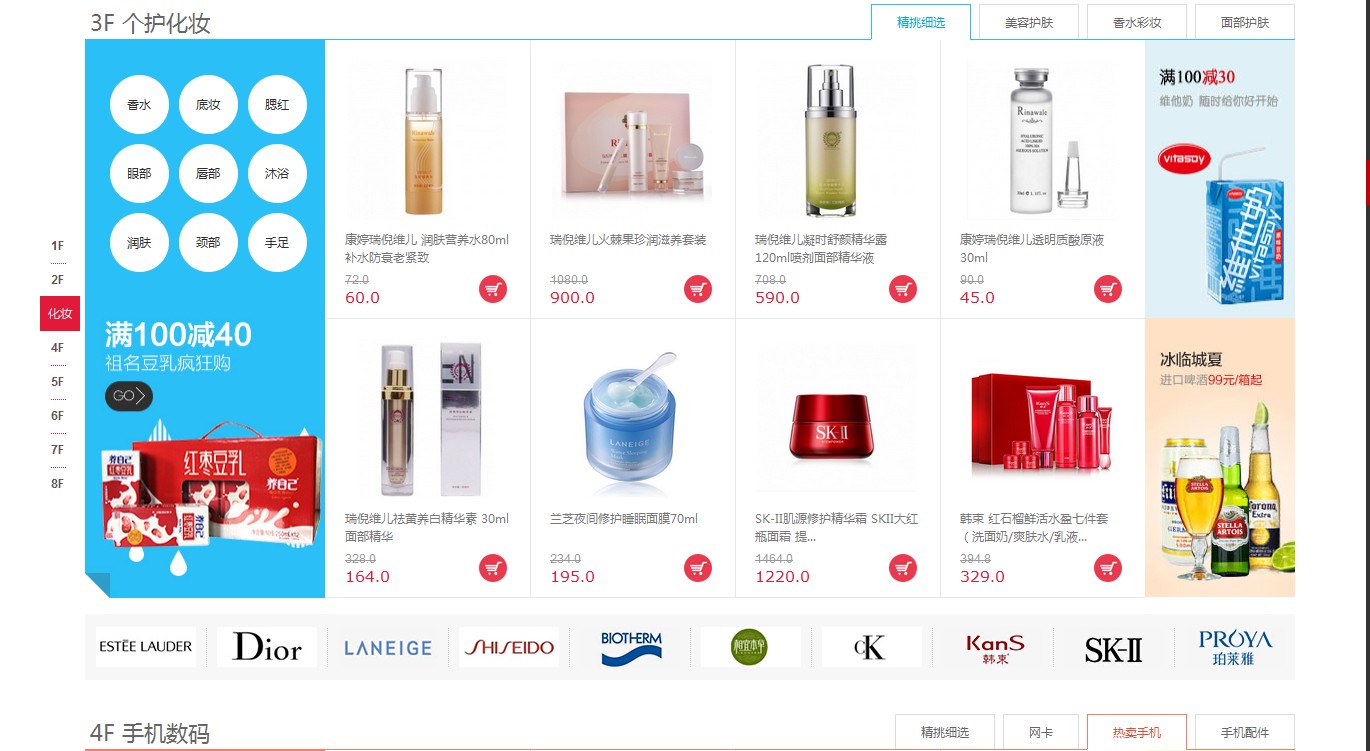 3F 个护化妆
精挑细选
美容护肤
香水彩妆
面部护肤
香水
底妆
腮红
眼部
唇部
沐浴
润肤
颈部
手足
满100减40
祖名豆乳疯狂购
GO
养自己
红枣豆乳
养自己
养自己
1F
2F
化妆
4F
5F
6F
7F
8F
Rinawale
康婷瑞倪维儿 润肤营养水80ml
补水防衰老紧致
72.0
60.0
瑞倪维儿火棘果珍润滋养套装
1080.0
900.0
瑞倪维儿凝时舒颜精华露
120ml喷剂面部精华液
708.0
590.0
Rinawale
康婷瑞倪维儿透明质酸原液
30ml
90.0
45.0
满100减30
维他奶 随时给你好开始
vitasoy
维他奶
vitasoy
瑞倪维儿祛黄养白精华素 30ml
面部精华
328.0
164.0
LANEIGE
兰芝夜间修护睡眠面膜70ml
234.0
195.0
SK-II
SK-II肌源修护精华霜 SKII大红
瓶面霜 提...
1464.0
1220.0
KanS
韩束 红石榴鲜活水盈七件套
（洗面奶/爽肤水/乳液...
394.8
329.0
冰临城夏
进口啤酒99元/箱起
STELLA ARTOIS
STELLA
ARTOIS
Corona
Extra
ESTĒE LAUDER
Dior
LANEIGE
SHISEIDO
BIOTHERM
相宜本草
cK
KanS
韩束
SK-II
PRÓYA
珀莱雅
4F 手机数码
精挑细选
网卡
热卖手机
手机配件